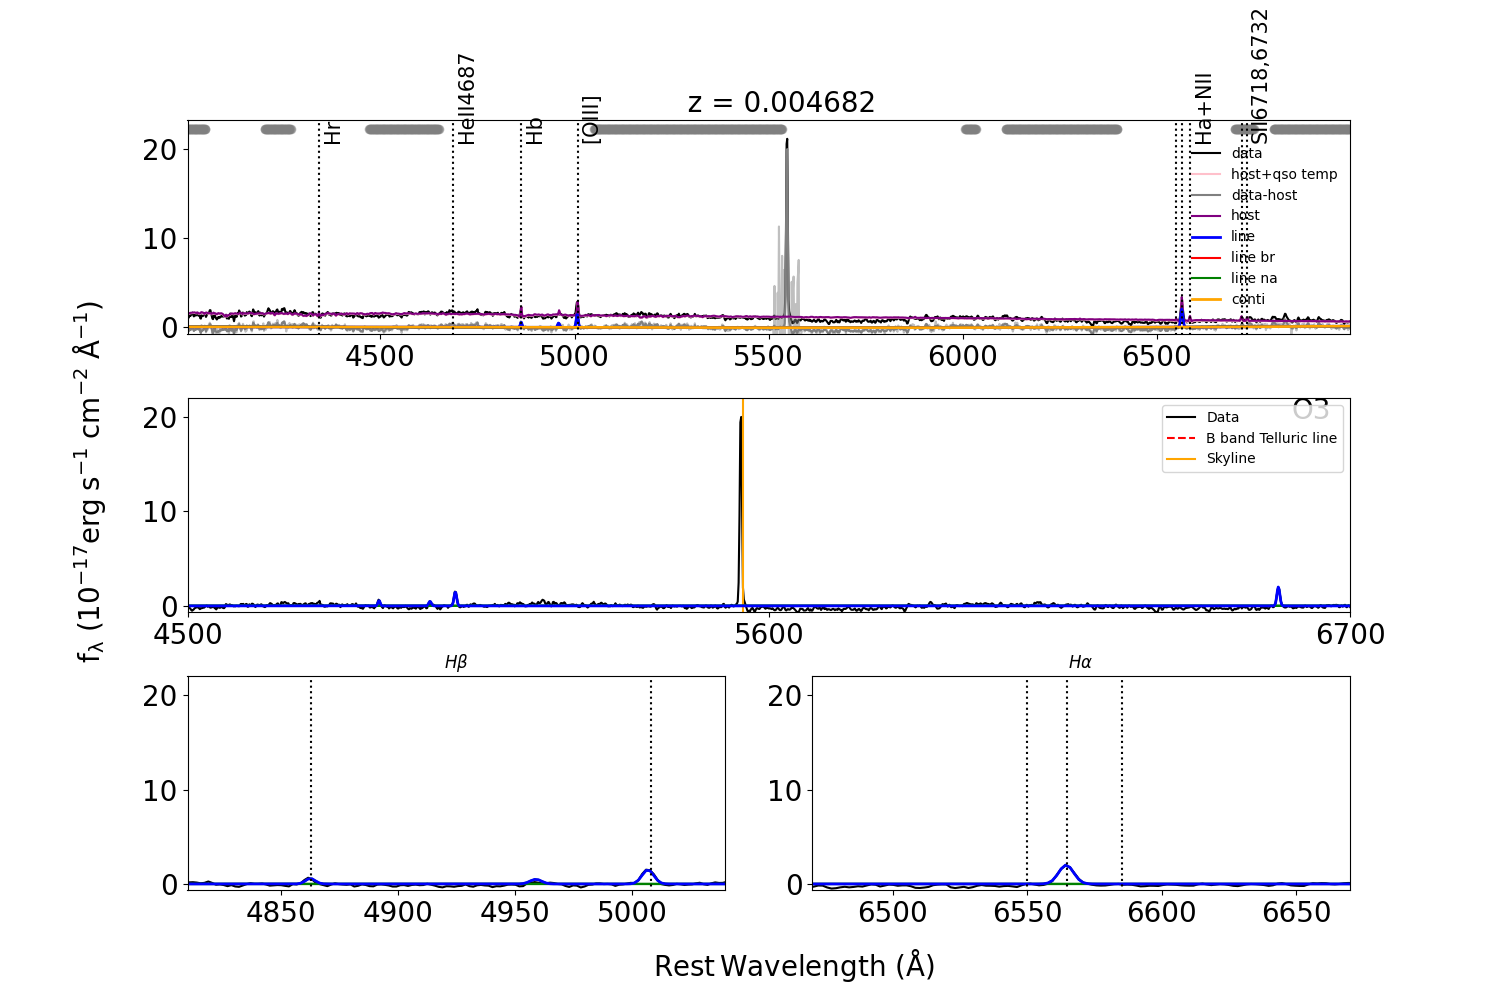 z = 0.004682
Hr
HeII4687
Hb
[OIII]
Ha+NII
SII6718,6732
20
10
0
data
host+qso temp
data-host
host
line
line br
line na
conti
4500 5000 5500 6000 6500
fλ (10⁻¹⁷erg s⁻¹ cm⁻² Å⁻¹)
20
10
0
O3
Data
B band Telluric line
Skyline
4500 5600 6700
Hβ
20
10
0
4850 4900 4950 5000
Hα
20
10
0
6500 6550 6600 6650
Rest Wavelength (Å)